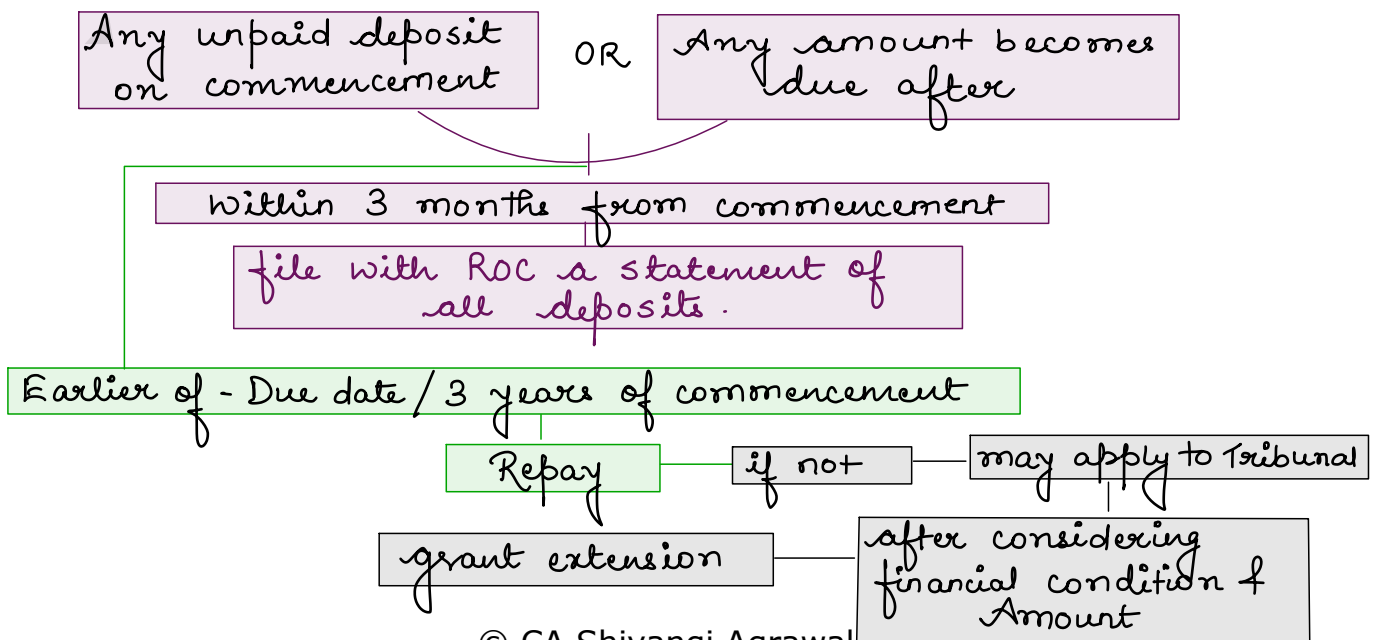 Any unpaid deposit
on commencement
OR
Any amount becomes
due after
within 3 months from commencement
file with ROC a statement of
all deposits.
Earlier of - Due date / 3 years of commencement
Repay
if not
may apply to Tribunal
after considering
financial condition &
Amount
grant extension
© CA Shivangi Agrawal